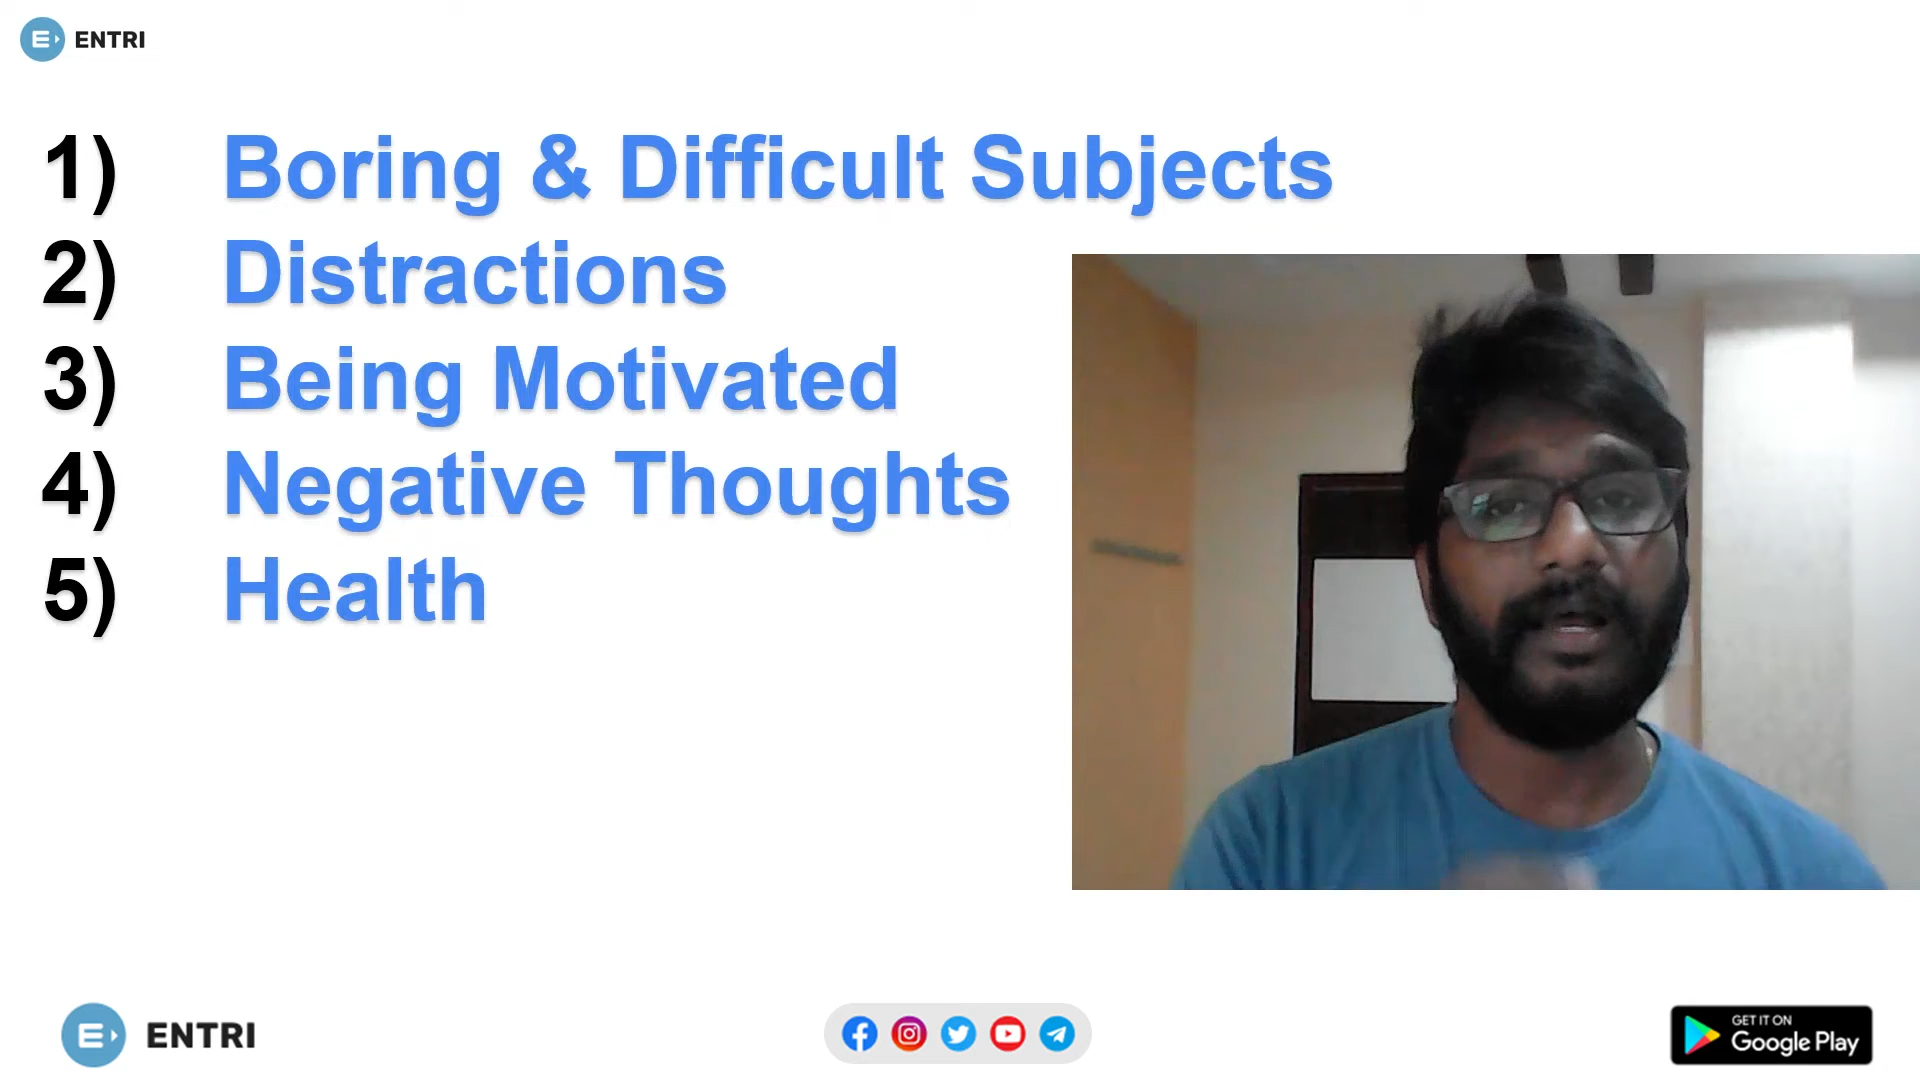 ENTRI
1) Boring & Difficult Subjects
2) Distractions
3) Being Motivated
4) Negative Thoughts
5) Health
ENTRI
GET IT ON
Google Play